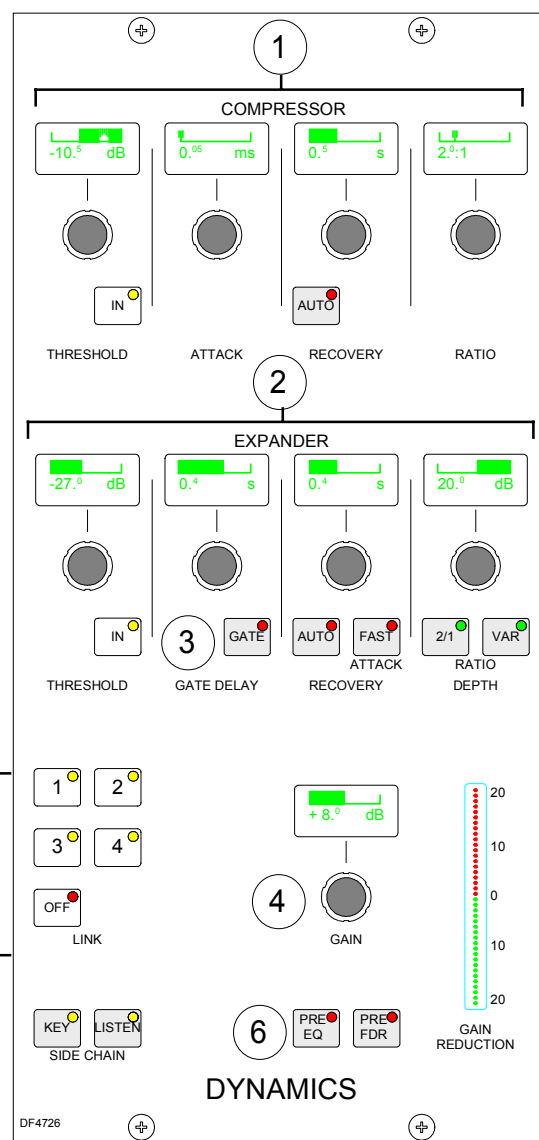 1
COMPRESSOR
-10.⁵ dB 0.⁰⁸ ms 0.⁵ s 2.⁰:1
IN AUTO
THRESHOLD ATTACK RECOVERY RATIO
2
EXPANDER
-27.⁰ dB 0.⁴ s 0.⁴ s 20.⁰ dB
IN 3 GATE AUTO FAST 2/1 VAR
ATTACK RATIO
THRESHOLD GATE DELAY RECOVERY DEPTH
1 2
3 4
OFF
LINK
+ 8.⁰ dB
4
GAIN
20
10
0
10
20
GAIN
REDUCTION
KEY LISTEN
SIDE CHAIN
6
PRE EQ
PRE FDR
DYNAMICS
DF4726